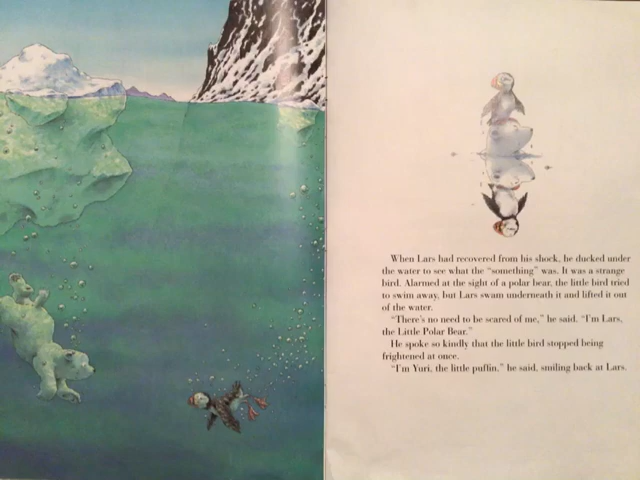 When Lars had recovered from his shock, he ducked under
the water to see what the “something” was. It was a strange
bird. Alarmed at the sight of a polar bear, the little bird tried
to swim away, but Lars swam underneath it and lifted it out
of the water.
“There’s no need to be scared of me,” he said. “I’m Lars,
the Little Polar Bear.”
He spoke so kindly that the little bird stopped being
frightened at once.
“I’m Yuri, the little puffin,” he said, smiling back at Lars.